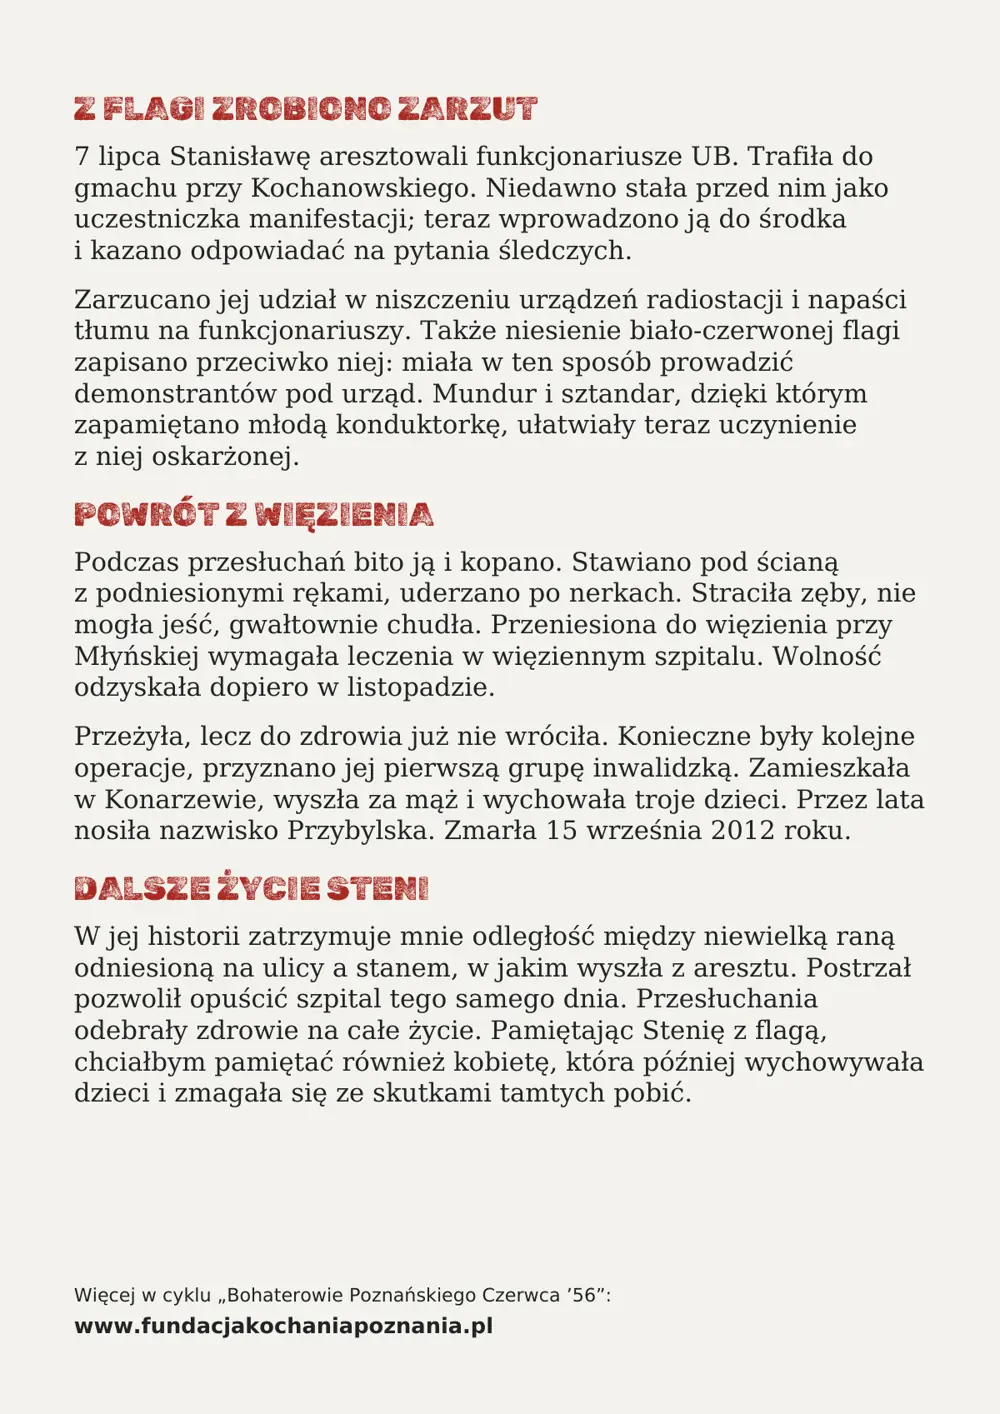 Z FLAGI ZROBIONO ZARZUT
7 lipca Stanisławę aresztowali funkcjonariusze UB. Trafiła do
gmachu przy Kochanowskiego. Niedawno stała przed nim jako
uczestniczka manifestacji; teraz wprowadzono ją do środka
i kazano odpowiadać na pytania śledczych.
Zarzucano jej udział w niszczeniu urządzeń radiostacji i napaści
tłumu na funkcjonariuszy. Także niesienie biało-czerwonej flagi
zapisano przeciwko niej: miała w ten sposób prowadzić
demonstrantów pod urząd. Mundur i sztandar, dzięki którym
zapamiętano młodą konduktorkę, ułatwiały teraz uczynienie
z niej oskarżonej.
POWRÓT Z WIĘZIENIA
Podczas przesłuchań bito ją i kopano. Stawiano pod ścianą
z podniesionymi rękami, uderzano po nerkach. Straciła zęby, nie
mogła jeść, gwałtownie chudła. Przeniesiona do więzienia przy
Młyńskiej wymagała leczenia w więziennym szpitalu. Wolność
odzyskała dopiero w listopadzie.
Przeżyła, lecz do zdrowia już nie wróciła. Konieczne były kolejne
operacje, przyznano jej pierwszą grupę inwalidzką. Zamieszkała
w Konarzewie, wyszła za mąż i wychowała troje dzieci. Przez lata
nosiła nazwisko Przybylska. Zmarła 15 września 2012 roku.
DALSZE ŻYCIE STENI
W jej historii zatrzymuje mnie odległość między niewielką raną
odniesioną na ulicy a stanem, w jakim wyszła z aresztu. Postrzał
pozwolił opuścić szpital tego samego dnia. Przesłuchania
odebrały zdrowie na całe życie. Pamiętając Stenię z flagą,
chciałbym pamiętać również kobietę, która później wychowywała
dzieci i zmagała się ze skutkami tamtych pobić.
Więcej w cyklu „Bohaterowie Poznańskiego Czerwca ’56”:
www.fundacjakochaniapoznania.pl